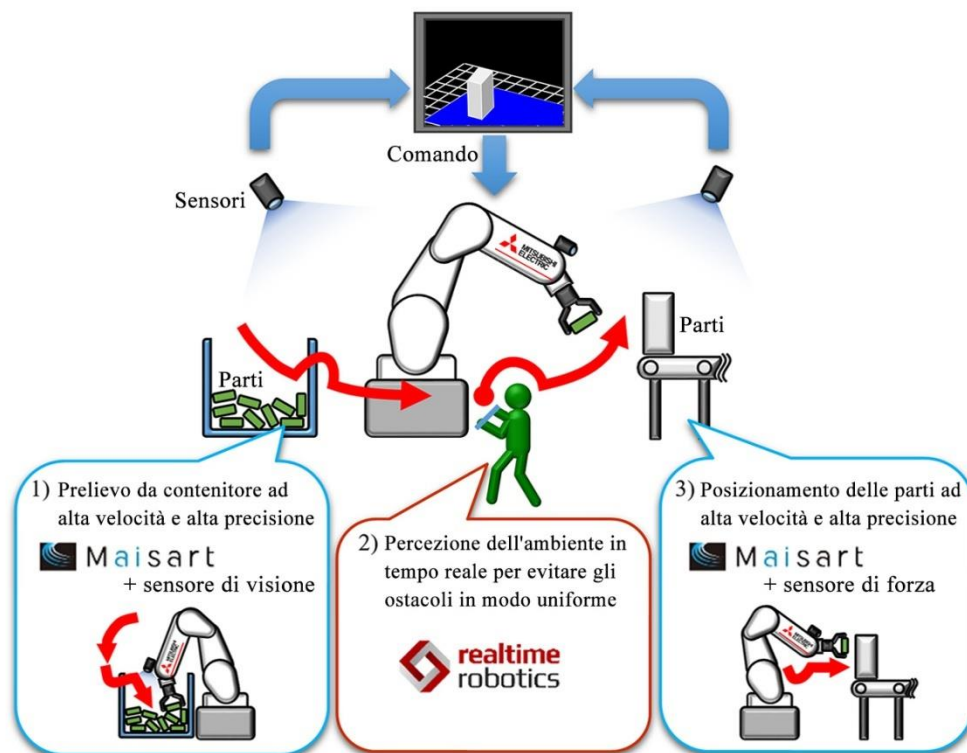 Comando
Sensori
MITSUBISHI
ELECTRIC
Parti
Parti
1) Prelievo da contenitore ad
alta velocità e alta precisione
Maisart
+ sensore di visione
2) Percezione dell'ambiente in
tempo reale per evitare gli
ostacoli in modo uniforme
realtime
robotics
3) Posizionamento delle parti ad
alta velocità e alta precisione
Maisart
+ sensore di forza